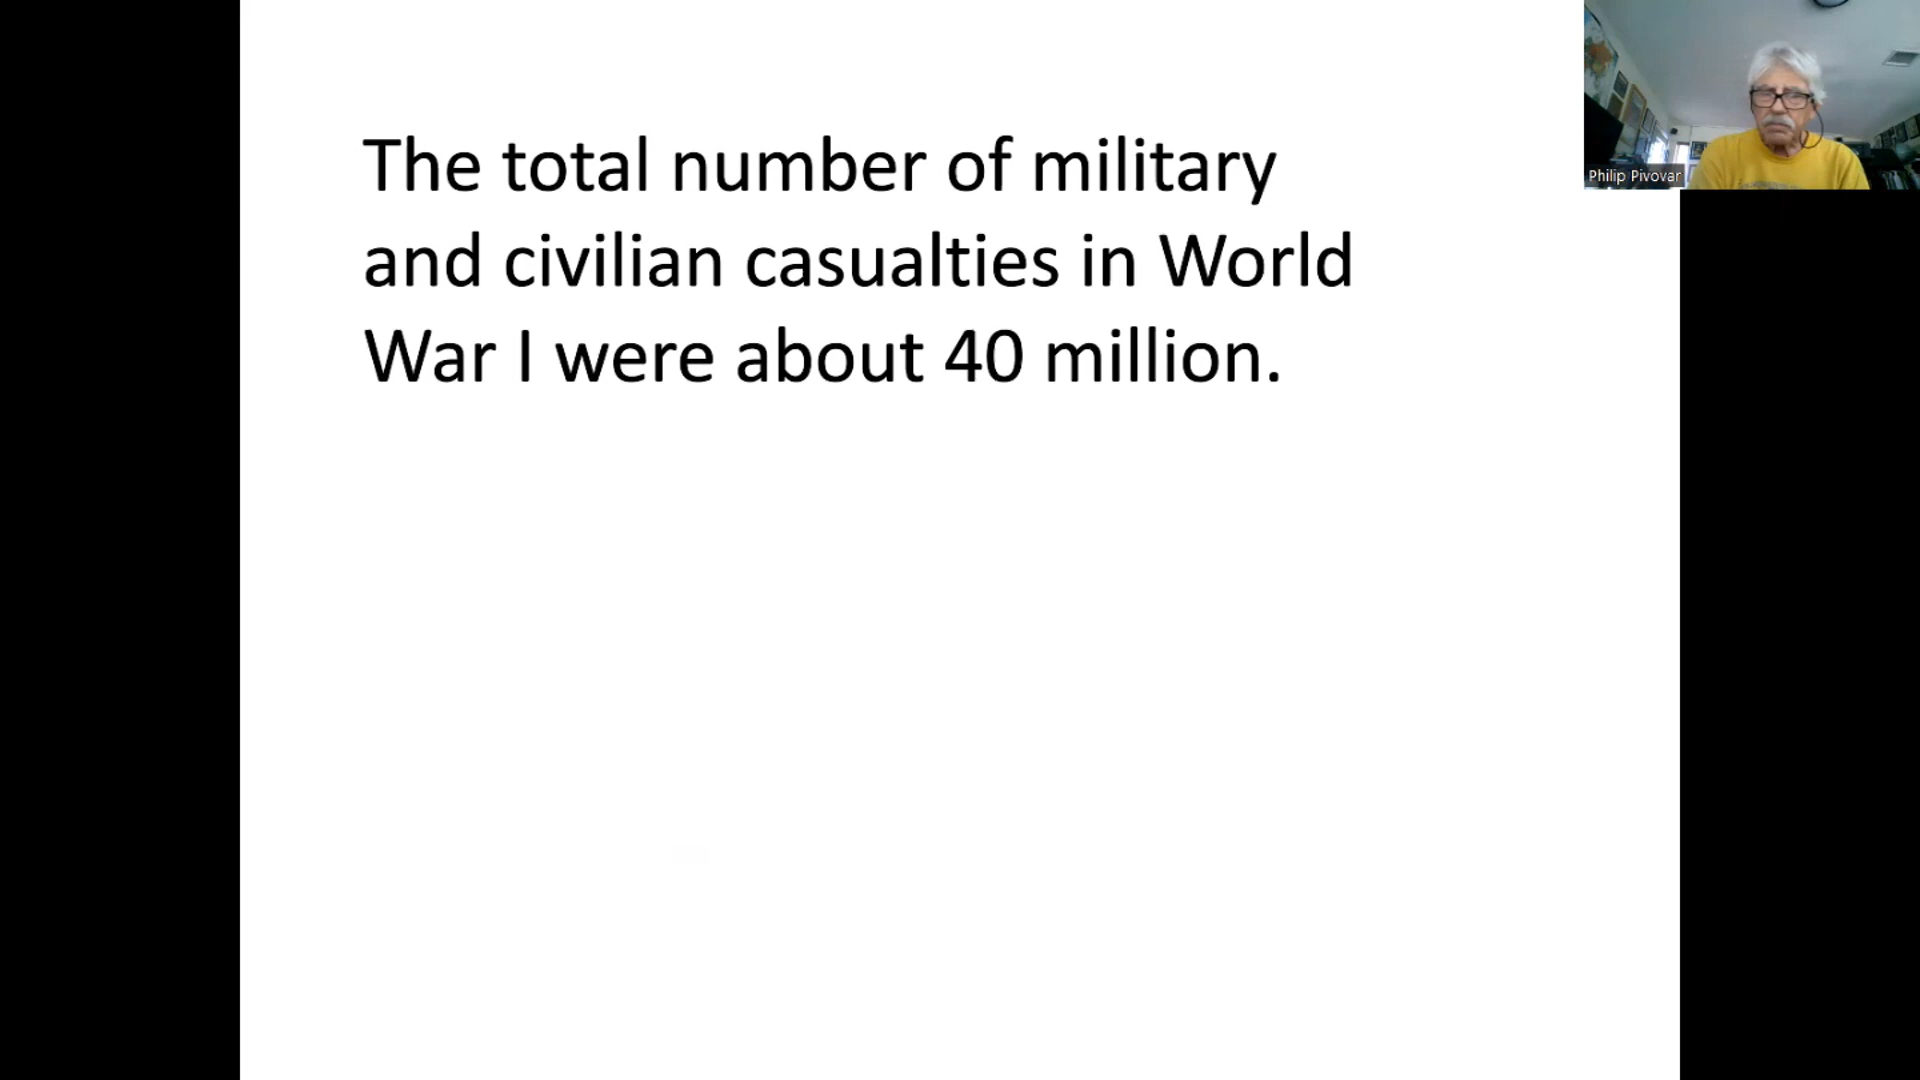 The total number of military
and civilian casualties in World
War I were about 40 million.
Philip Pivovar